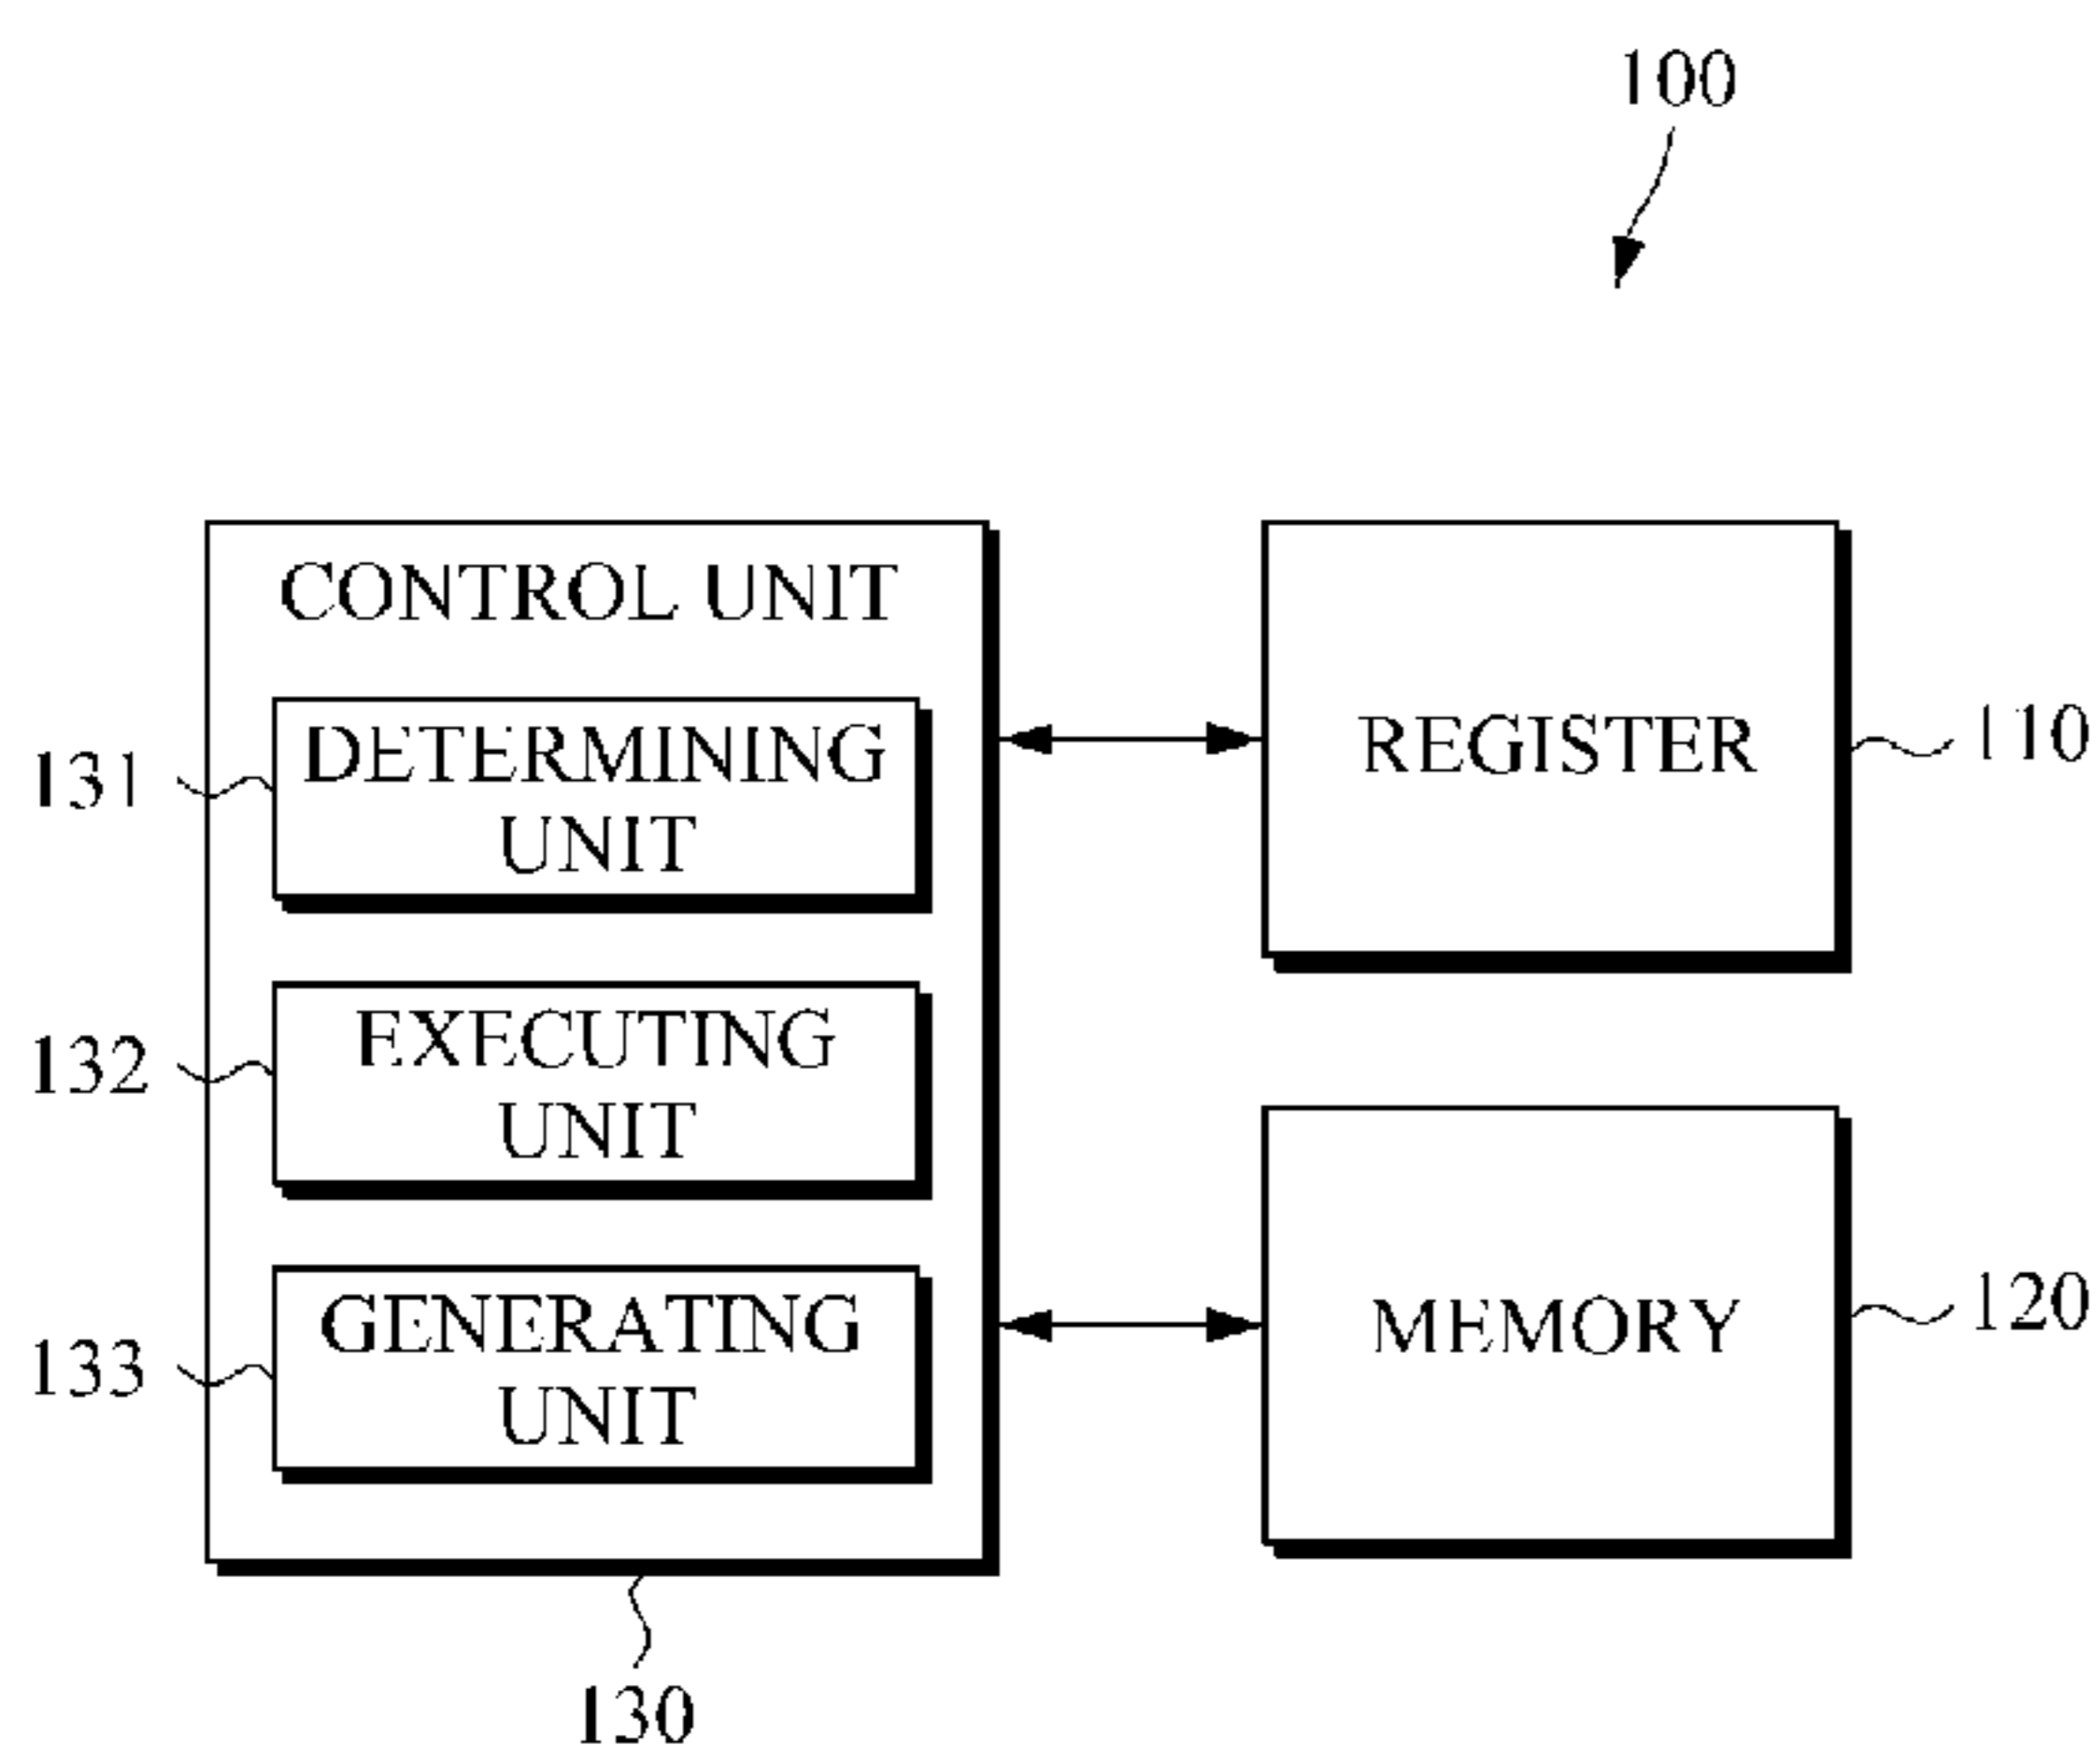 100
CONTROL UNIT
131
DETERMINING
UNIT
132
EXECUTING
UNIT
133
GENERATING
UNIT
130
REGISTER
110
MEMORY
120